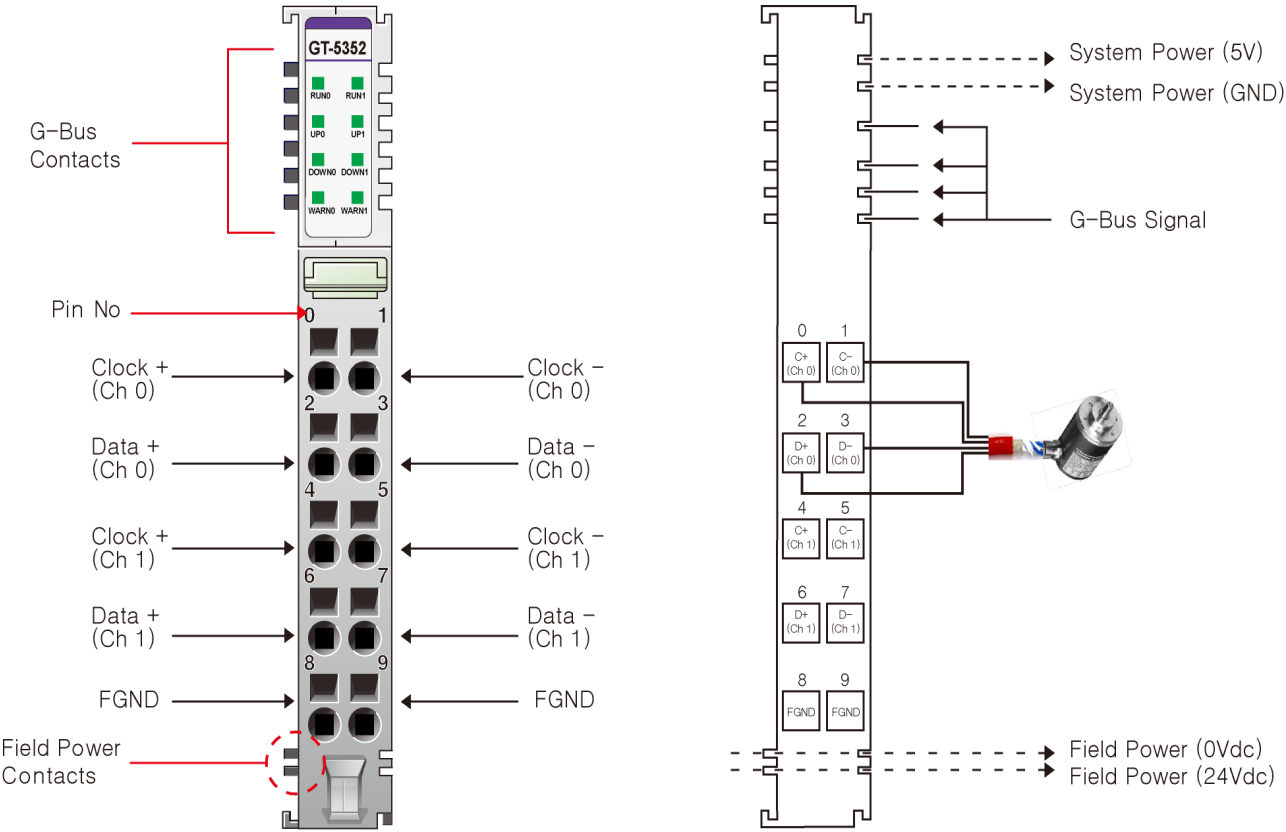 GT-5352
RUN0 RUN1
UP0 UP1
DOWN0 DOWN1
WARN0 WARN1
G-Bus
Contacts
Pin No
0 1
Clock +
(Ch 0)
Clock -
(Ch 0)
2 3
Data +
(Ch 0)
Data -
(Ch 0)
4 5
Clock +
(Ch 1)
Clock -
(Ch 1)
6 7
Data +
(Ch 1)
Data -
(Ch 1)
8 9
FGND
FGND
Field Power
Contacts
System Power (5V)
System Power (GND)
G-Bus Signal
0 1
C+ C-
(Ch 0) (Ch 0)
2 3
D+ D-
(Ch 0) (Ch 0)
4 5
C+ C-
(Ch 1) (Ch 1)
6 7
D+ D-
(Ch 1) (Ch 1)
8 9
FGND FGND
Field Power (0Vdc)
Field Power (24Vdc)